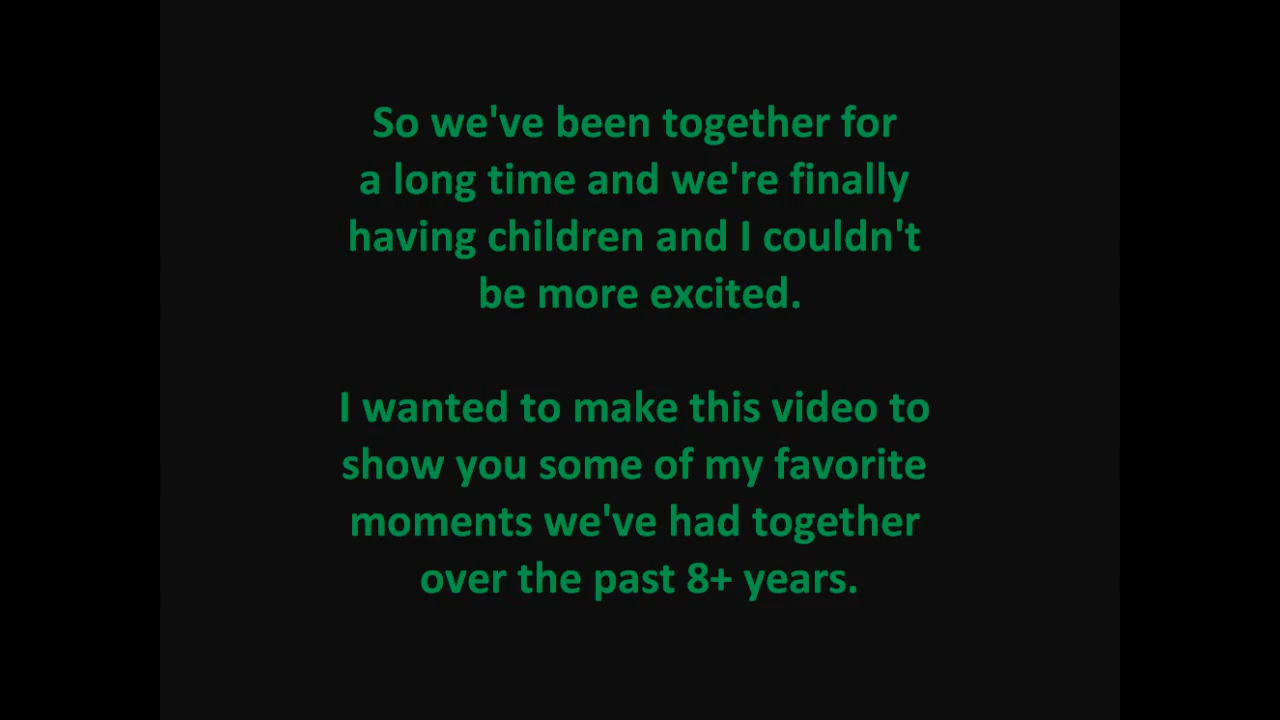 So we've been together for
a long time and we're finally
having children and I couldn't
be more excited.
I wanted to make this video to
show you some of my favorite
moments we've had together
over the past 8+ years.